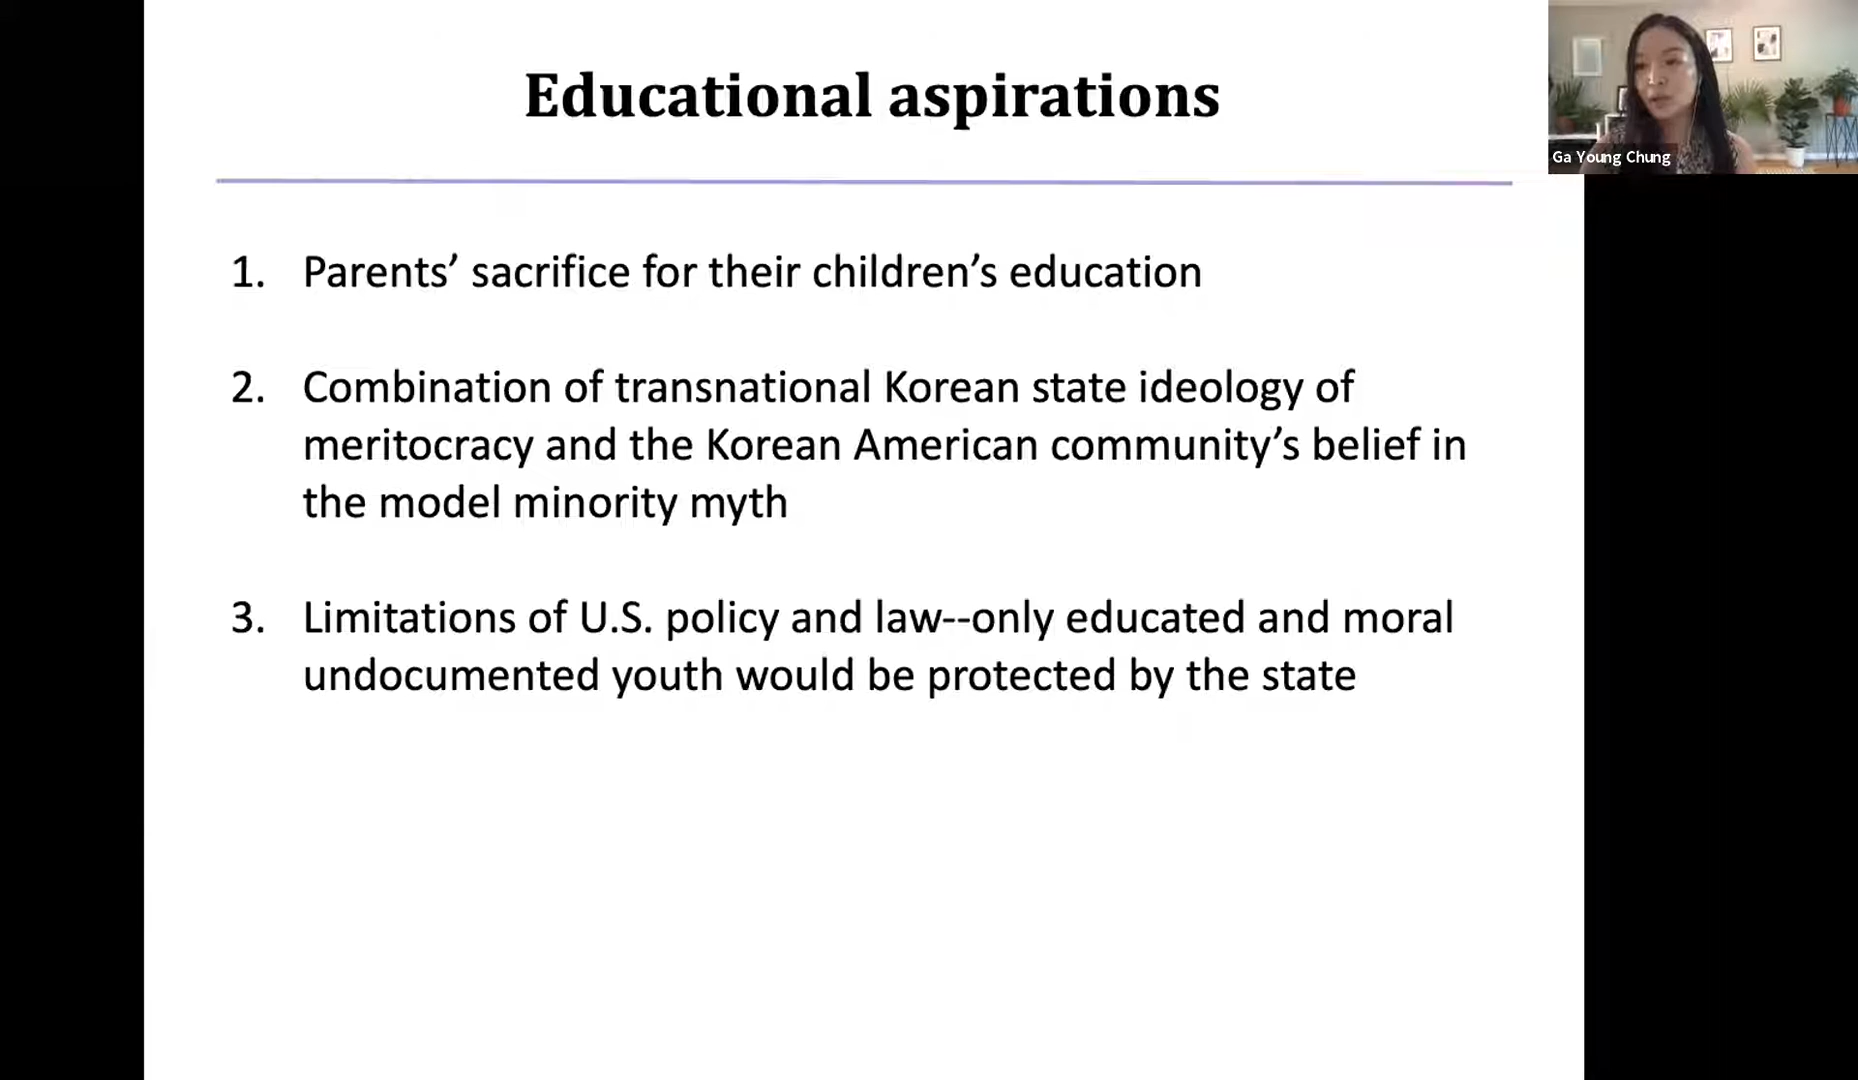 Educational aspirations
Ga Young Chung
1. Parents’ sacrifice for their children’s education
2. Combination of transnational Korean state ideology of
meritocracy and the Korean American community’s belief in
the model minority myth
3. Limitations of U.S. policy and law--only educated and moral
undocumented youth would be protected by the state